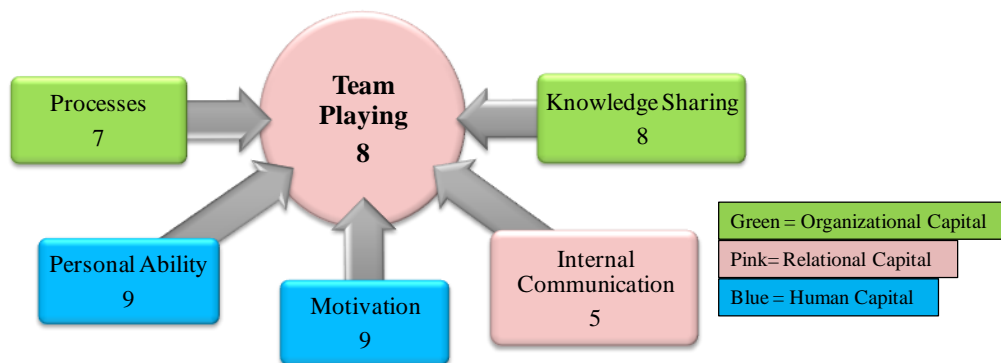 Team
Playing
8
Processes
7
Knowledge Sharing
8
Personal Ability
9
Motivation
9
Internal
Communication
5
Green = Organizational Capital
Pink= Relational Capital
Blue = Human Capital